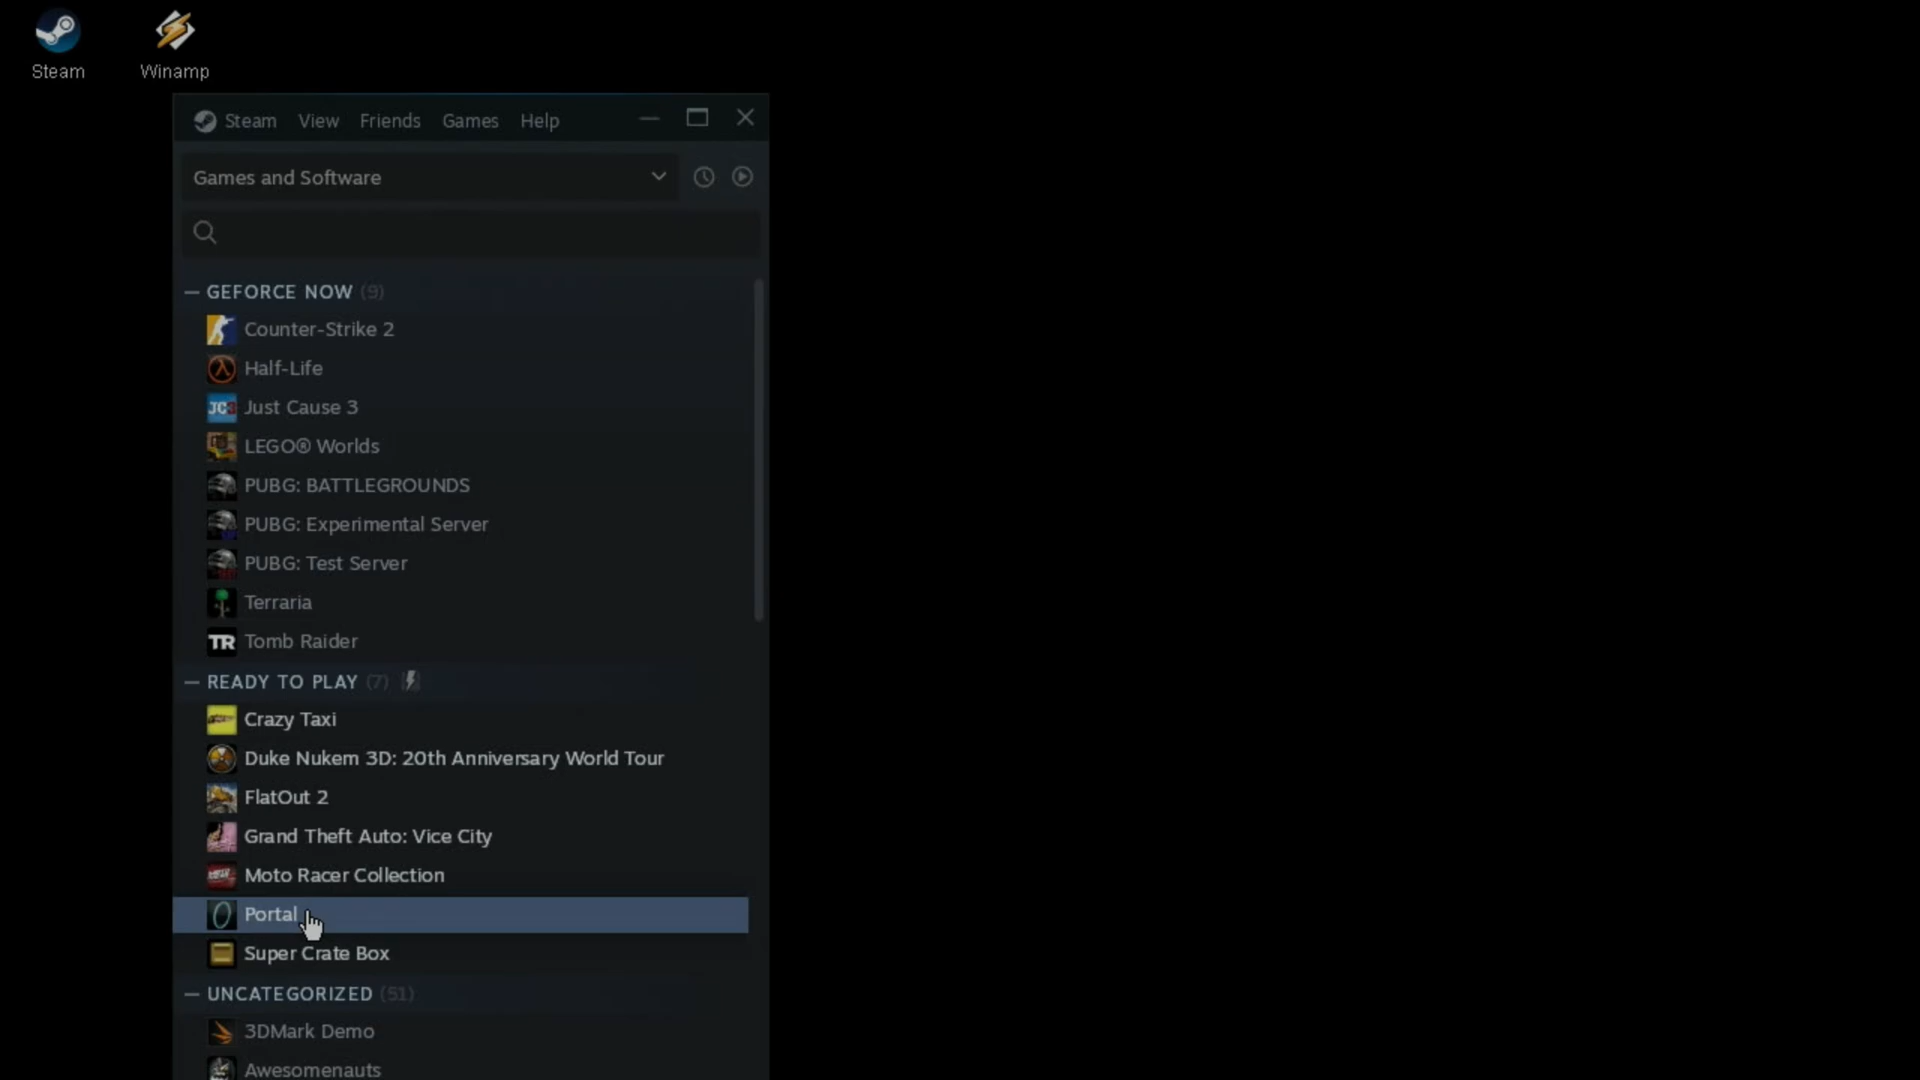 Steam
Winamp
Steam View Friends Games Help
Games and Software
GEFORCE NOW (9)
Counter-Strike 2
Half-Life
JC3 Just Cause 3
LEGO® Worlds
PUBG: BATTLEGROUNDS
PUBG: Experimental Server
PUBG: Test Server
Terraria
TR Tomb Raider
READY TO PLAY (7)
Crazy Taxi
Duke Nukem 3D: 20th Anniversary World Tour
FlatOut 2
Grand Theft Auto: Vice City
Moto Racer Collection
Portal
Super Crate Box
UNCATEGORIZED (51)
3DMark Demo
Awesomenauts